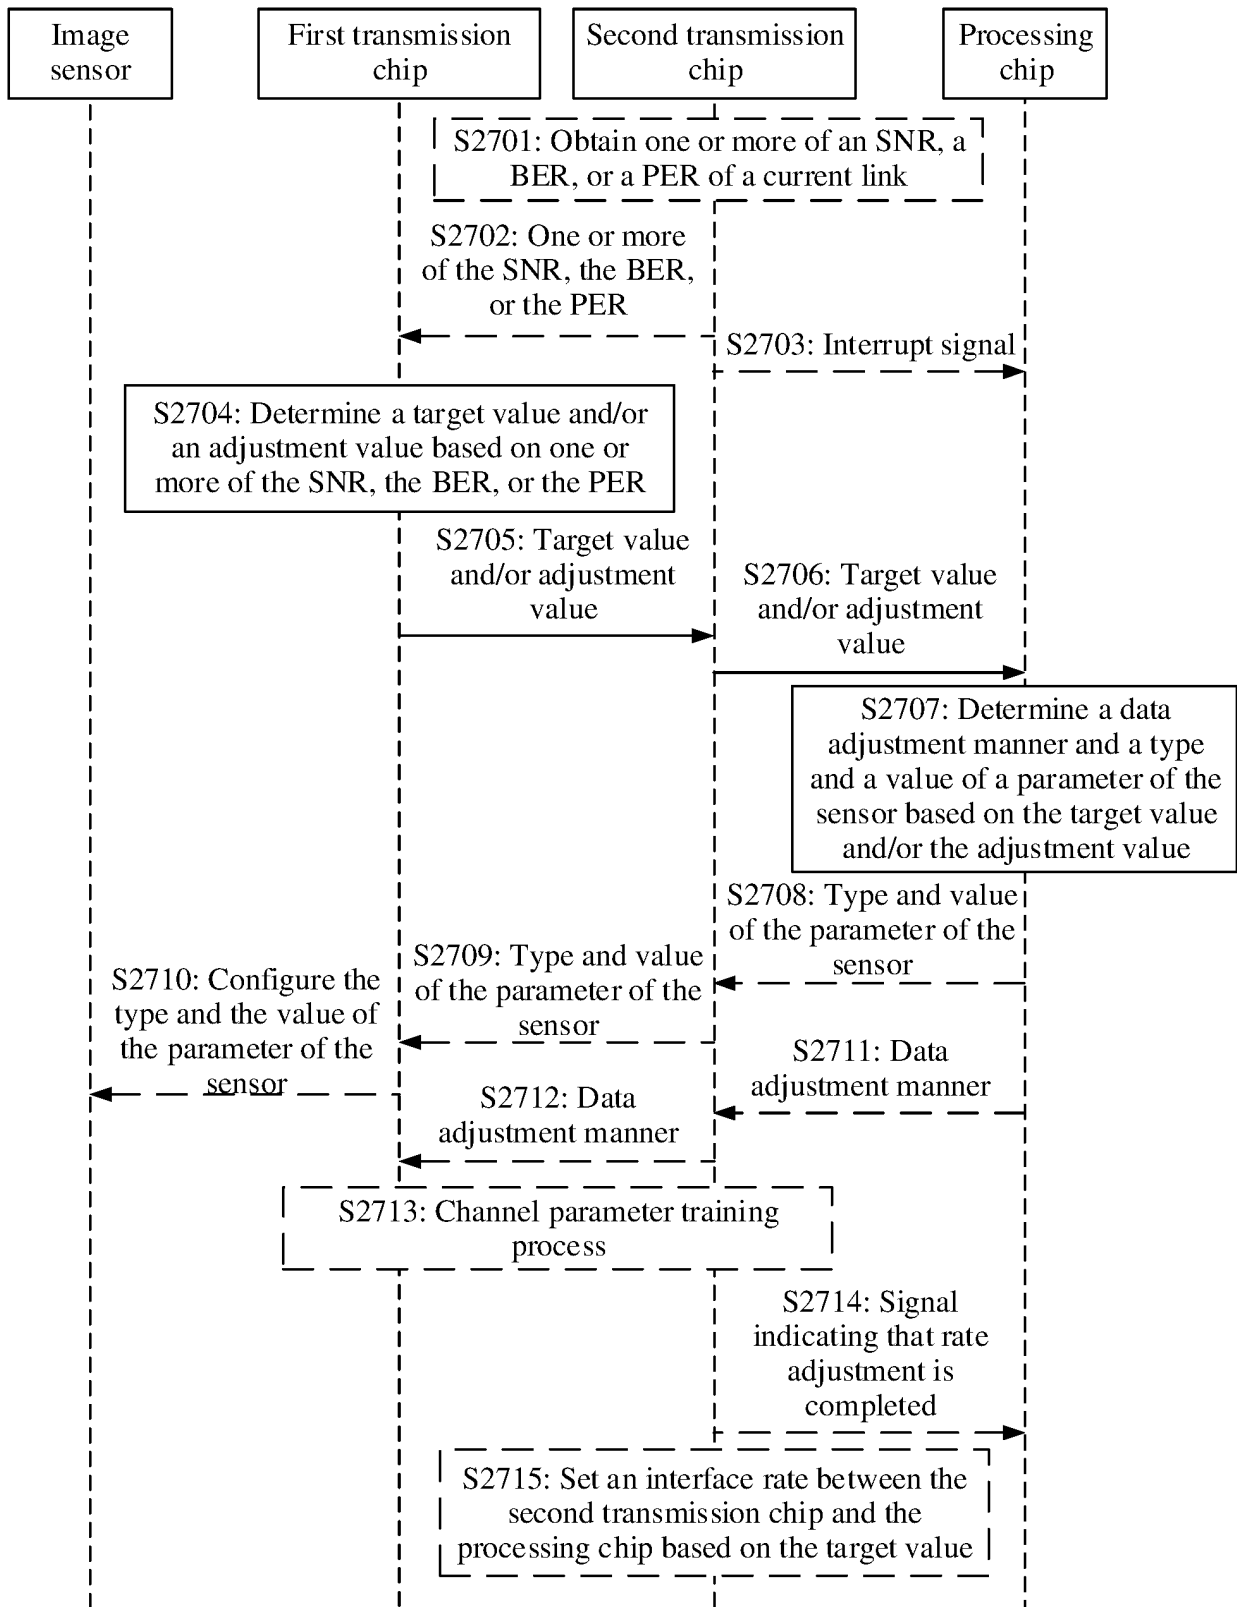 Image
sensor
First transmission
chip
Second transmission
chip
Processing
chip
S2701: Obtain one or more of an SNR, a
BER, or a PER of a current link
S2702: One or more
of the SNR, the BER,
or the PER
S2703: Interrupt signal
S2704: Determine a target value and/or
an adjustment value based on one or
more of the SNR, the BER, or the PER
S2705: Target value
and/or adjustment
value
S2706: Target value
and/or adjustment
value
S2707: Determine a data
adjustment manner and a type
and a value of a parameter of the
sensor based on the target value
and/or the adjustment value
S2708: Type and value
of the parameter of the
sensor
S2709: Type and value
of the parameter of the
sensor
S2710: Configure the
type and the value of
the parameter of the
sensor
S2711: Data
adjustment manner
S2712: Data
adjustment manner
S2713: Channel parameter training
process
S2714: Signal
indicating that rate
adjustment is
completed
S2715: Set an interface rate between the
second transmission chip and the
processing chip based on the target value